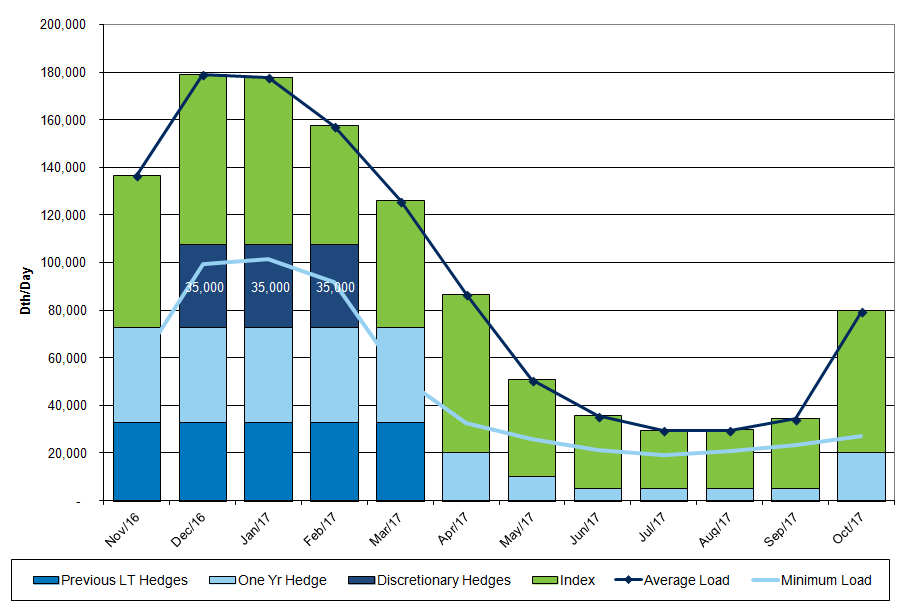 200,000
180,000
160,000
140,000
120,000
100,000
80,000
60,000
40,000
20,000
-
Dth/Day
35,000 35,000 35,000
Nov/16 Dec/16 Jan/17 Feb/17 Mar/17 Apr/17 May/17 Jun/17 Jul/17 Aug/17 Sep/17 Oct/17
Previous LT Hedges One Yr Hedge Discretionary Hedges Index Average Load Minimum Load